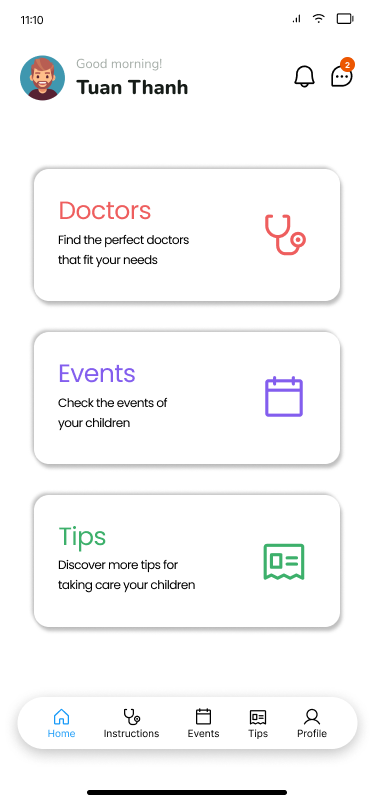 11:10
Good morning!
Tuan Thanh
2
Doctors
Find the perfect doctors
that fit your needs
Events
Check the events of
your children
Tips
Discover more tips for
taking care your children
Home
Instructions
Events
Tips
Profile